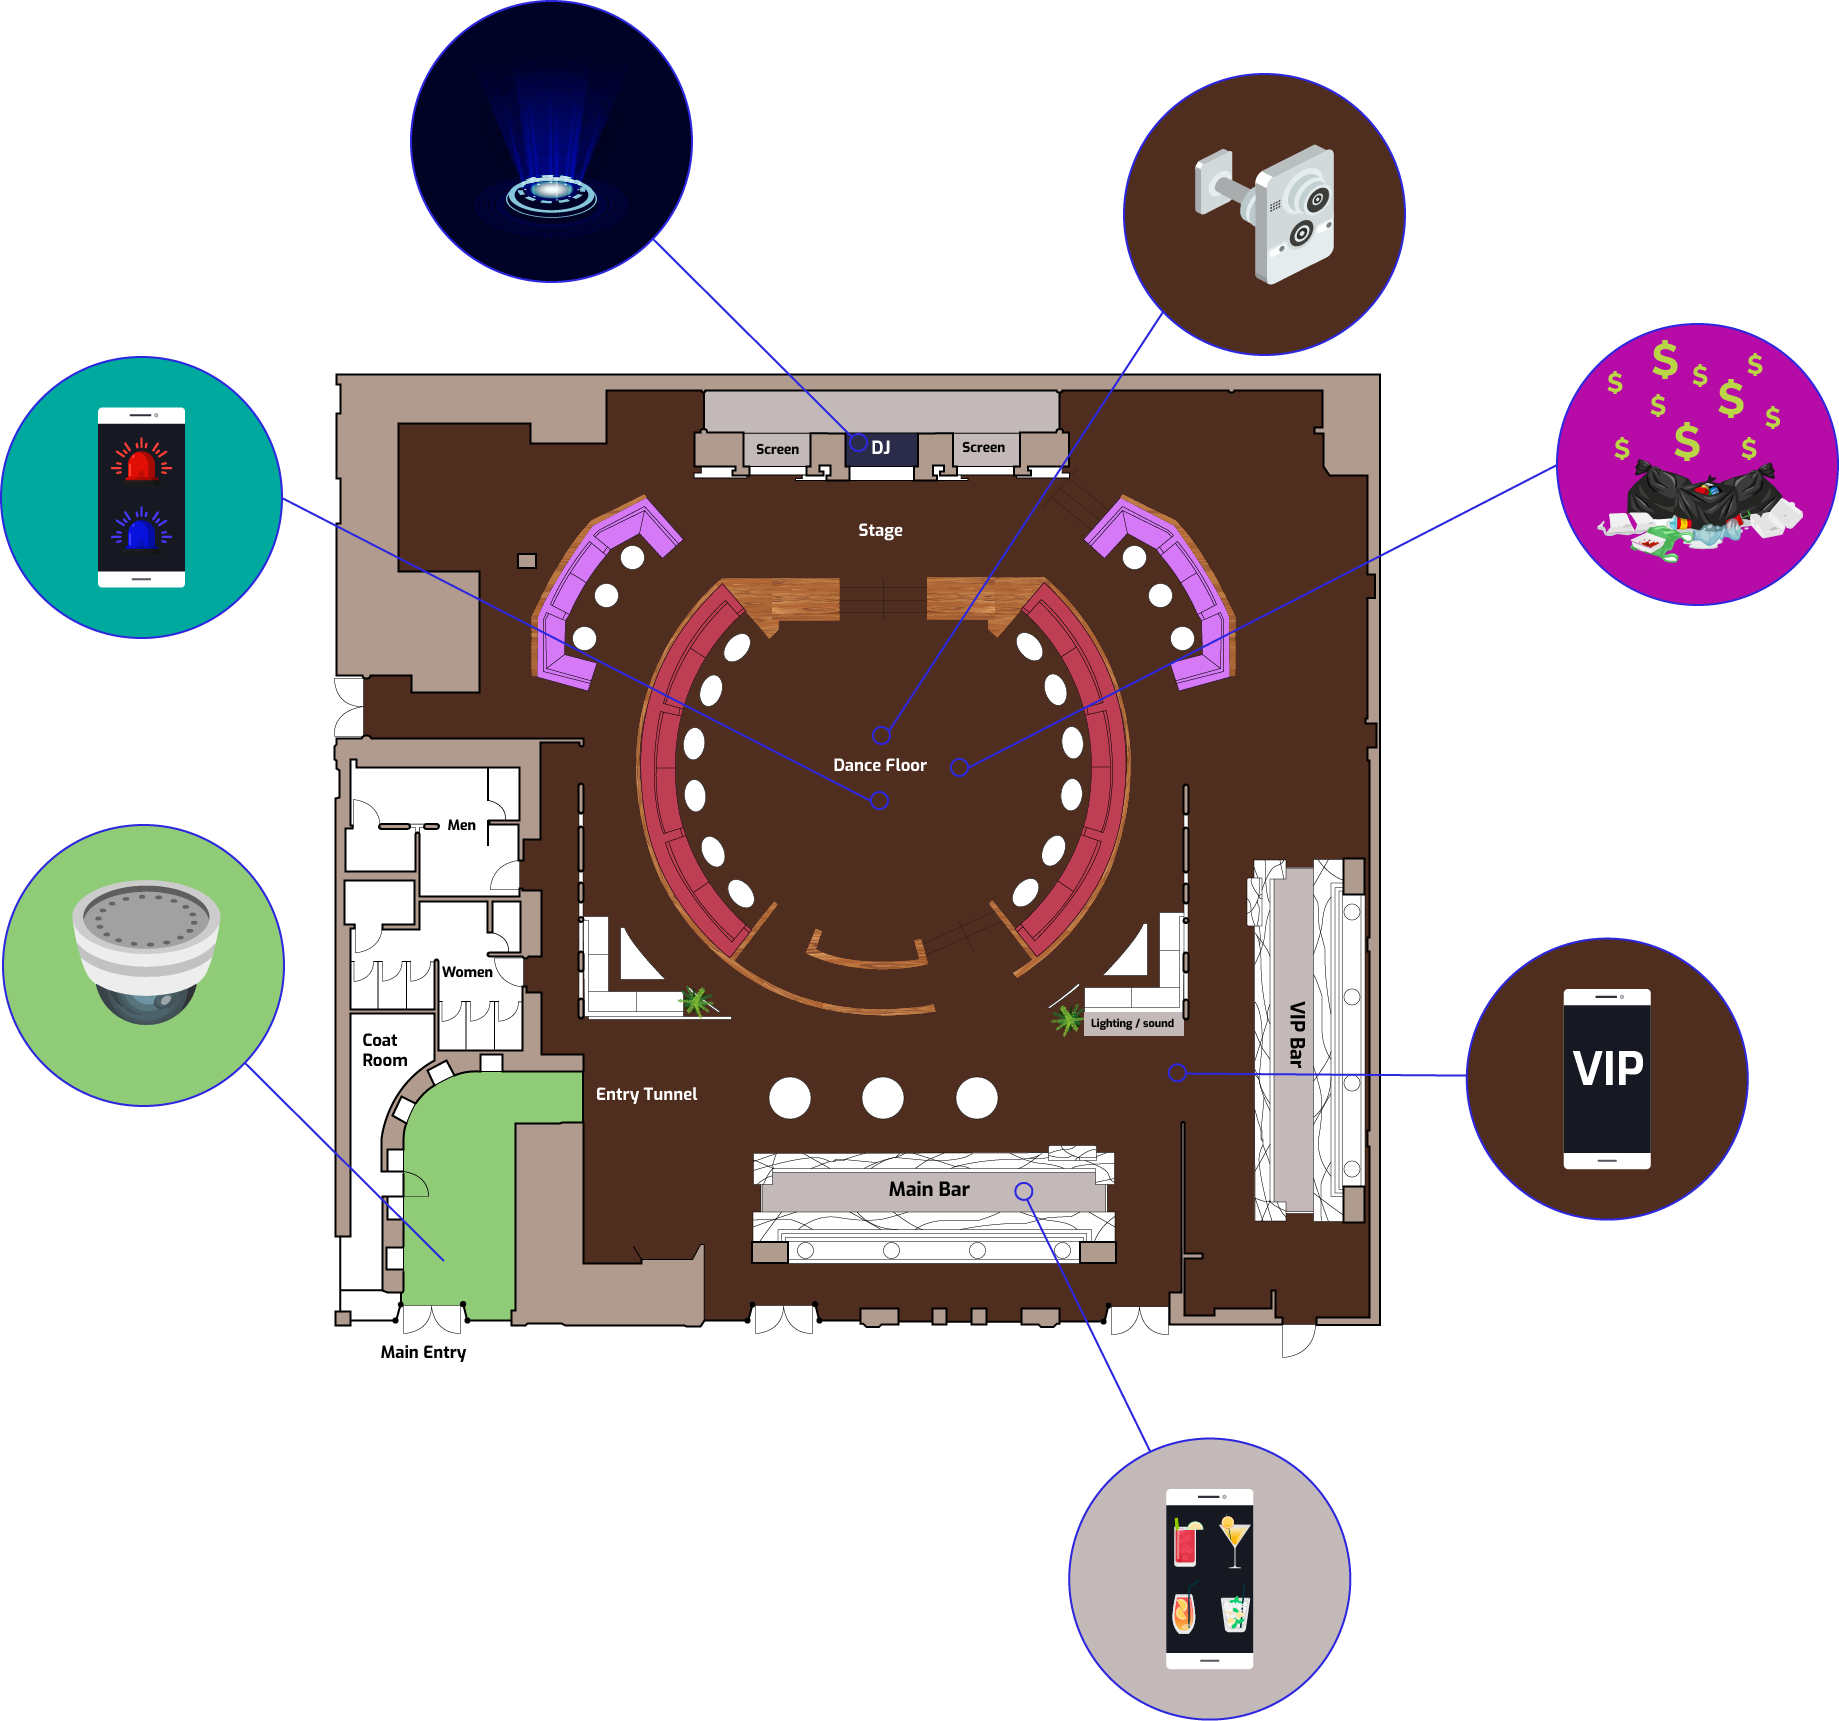 $ $ $ $ $ $ $ $ $ $
Screen
DJ
Screen
Stage
Dance Floor
Men
Women
Coat
Room
Lighting / sound
VIP Bar
VIP
Entry Tunnel
Main Bar
Main Entry